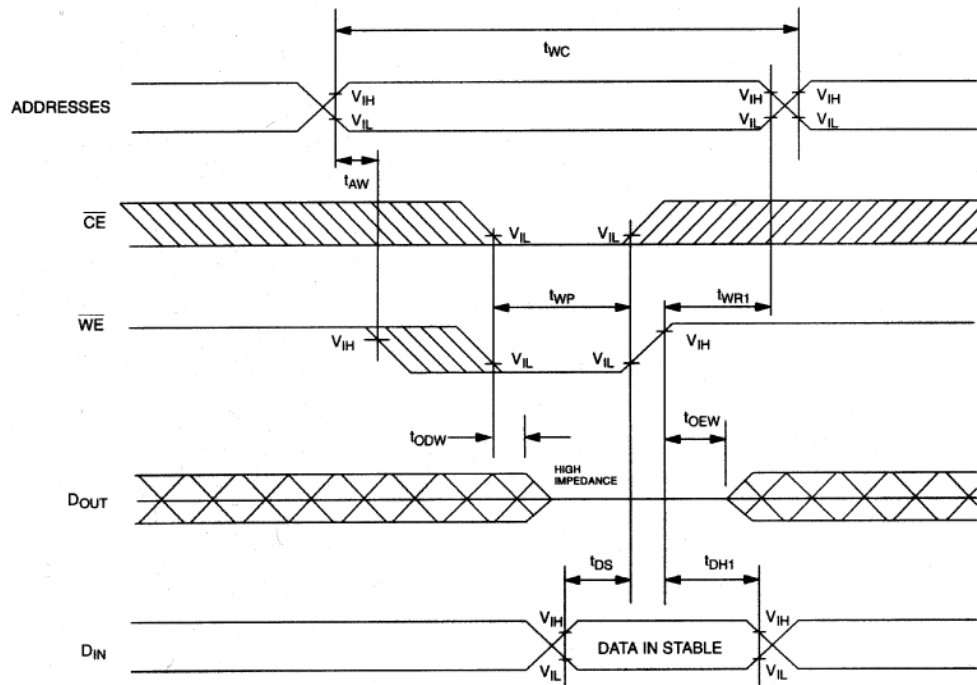 tWC
ADDRESSES
VIH
VIL
VIH
VIL
VIH
VIL
tAW
CE
VIL
VIL
tWP
tWR1
WE
VIH
VIL
VIL
VIH
tODW
tOEW
DOUT
HIGH
IMPEDANCE
tDS
tDH1
DIN
VIH
VIL
DATA IN STABLE
VIH
VIL